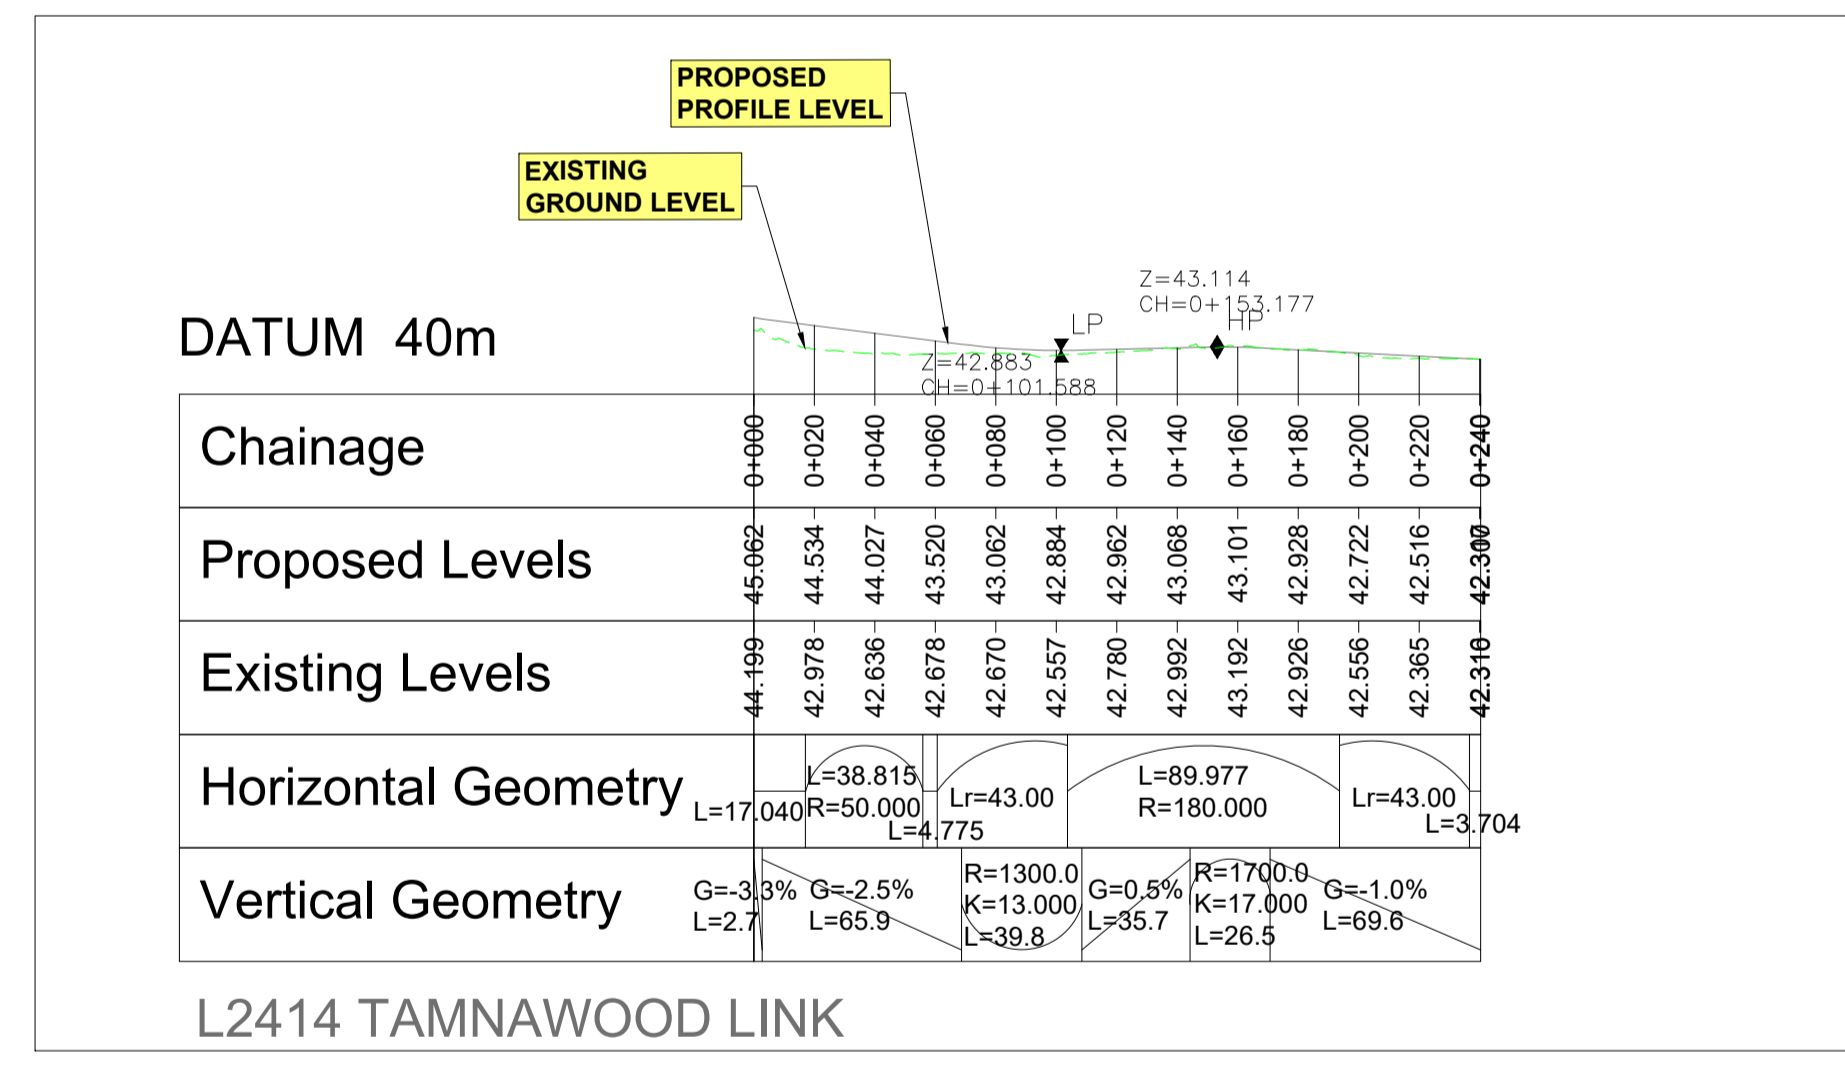 PROPOSED
PROFILE LEVEL
EXISTING
GROUND LEVEL
Z=43.114
CH=0+153.177
LP
HP
DATUM 40m
Z=42.883
CH=0+101.588
Chainage
0+000
0+020
0+040
0+060
0+080
0+100
0+120
0+140
0+160
0+180
0+200
0+220
0+240
Proposed Levels
45.062
44.534
44.027
43.520
43.062
42.884
42.962
43.068
43.101
42.928
42.722
42.516
Existing Levels
44.199
42.978
42.636
42.678
42.670
42.557
42.780
42.992
43.192
42.926
42.556
42.365
Horizontal Geometry
L=17.040
L=38.815
R=50.000
L=4.775
Lr=43.00
L=89.977
R=180.000
Lr=43.00
L=3.704
Vertical Geometry
G=-3.3%
L=2.7
G=-2.5%
L=65.9
R=1300.0
K=13.000
L=39.8
G=0.5%
L=35.7
R=1700.0
K=17.000
L=26.5
G=-1.0%
L=69.6
L2414 TAMNAWOOD LINK